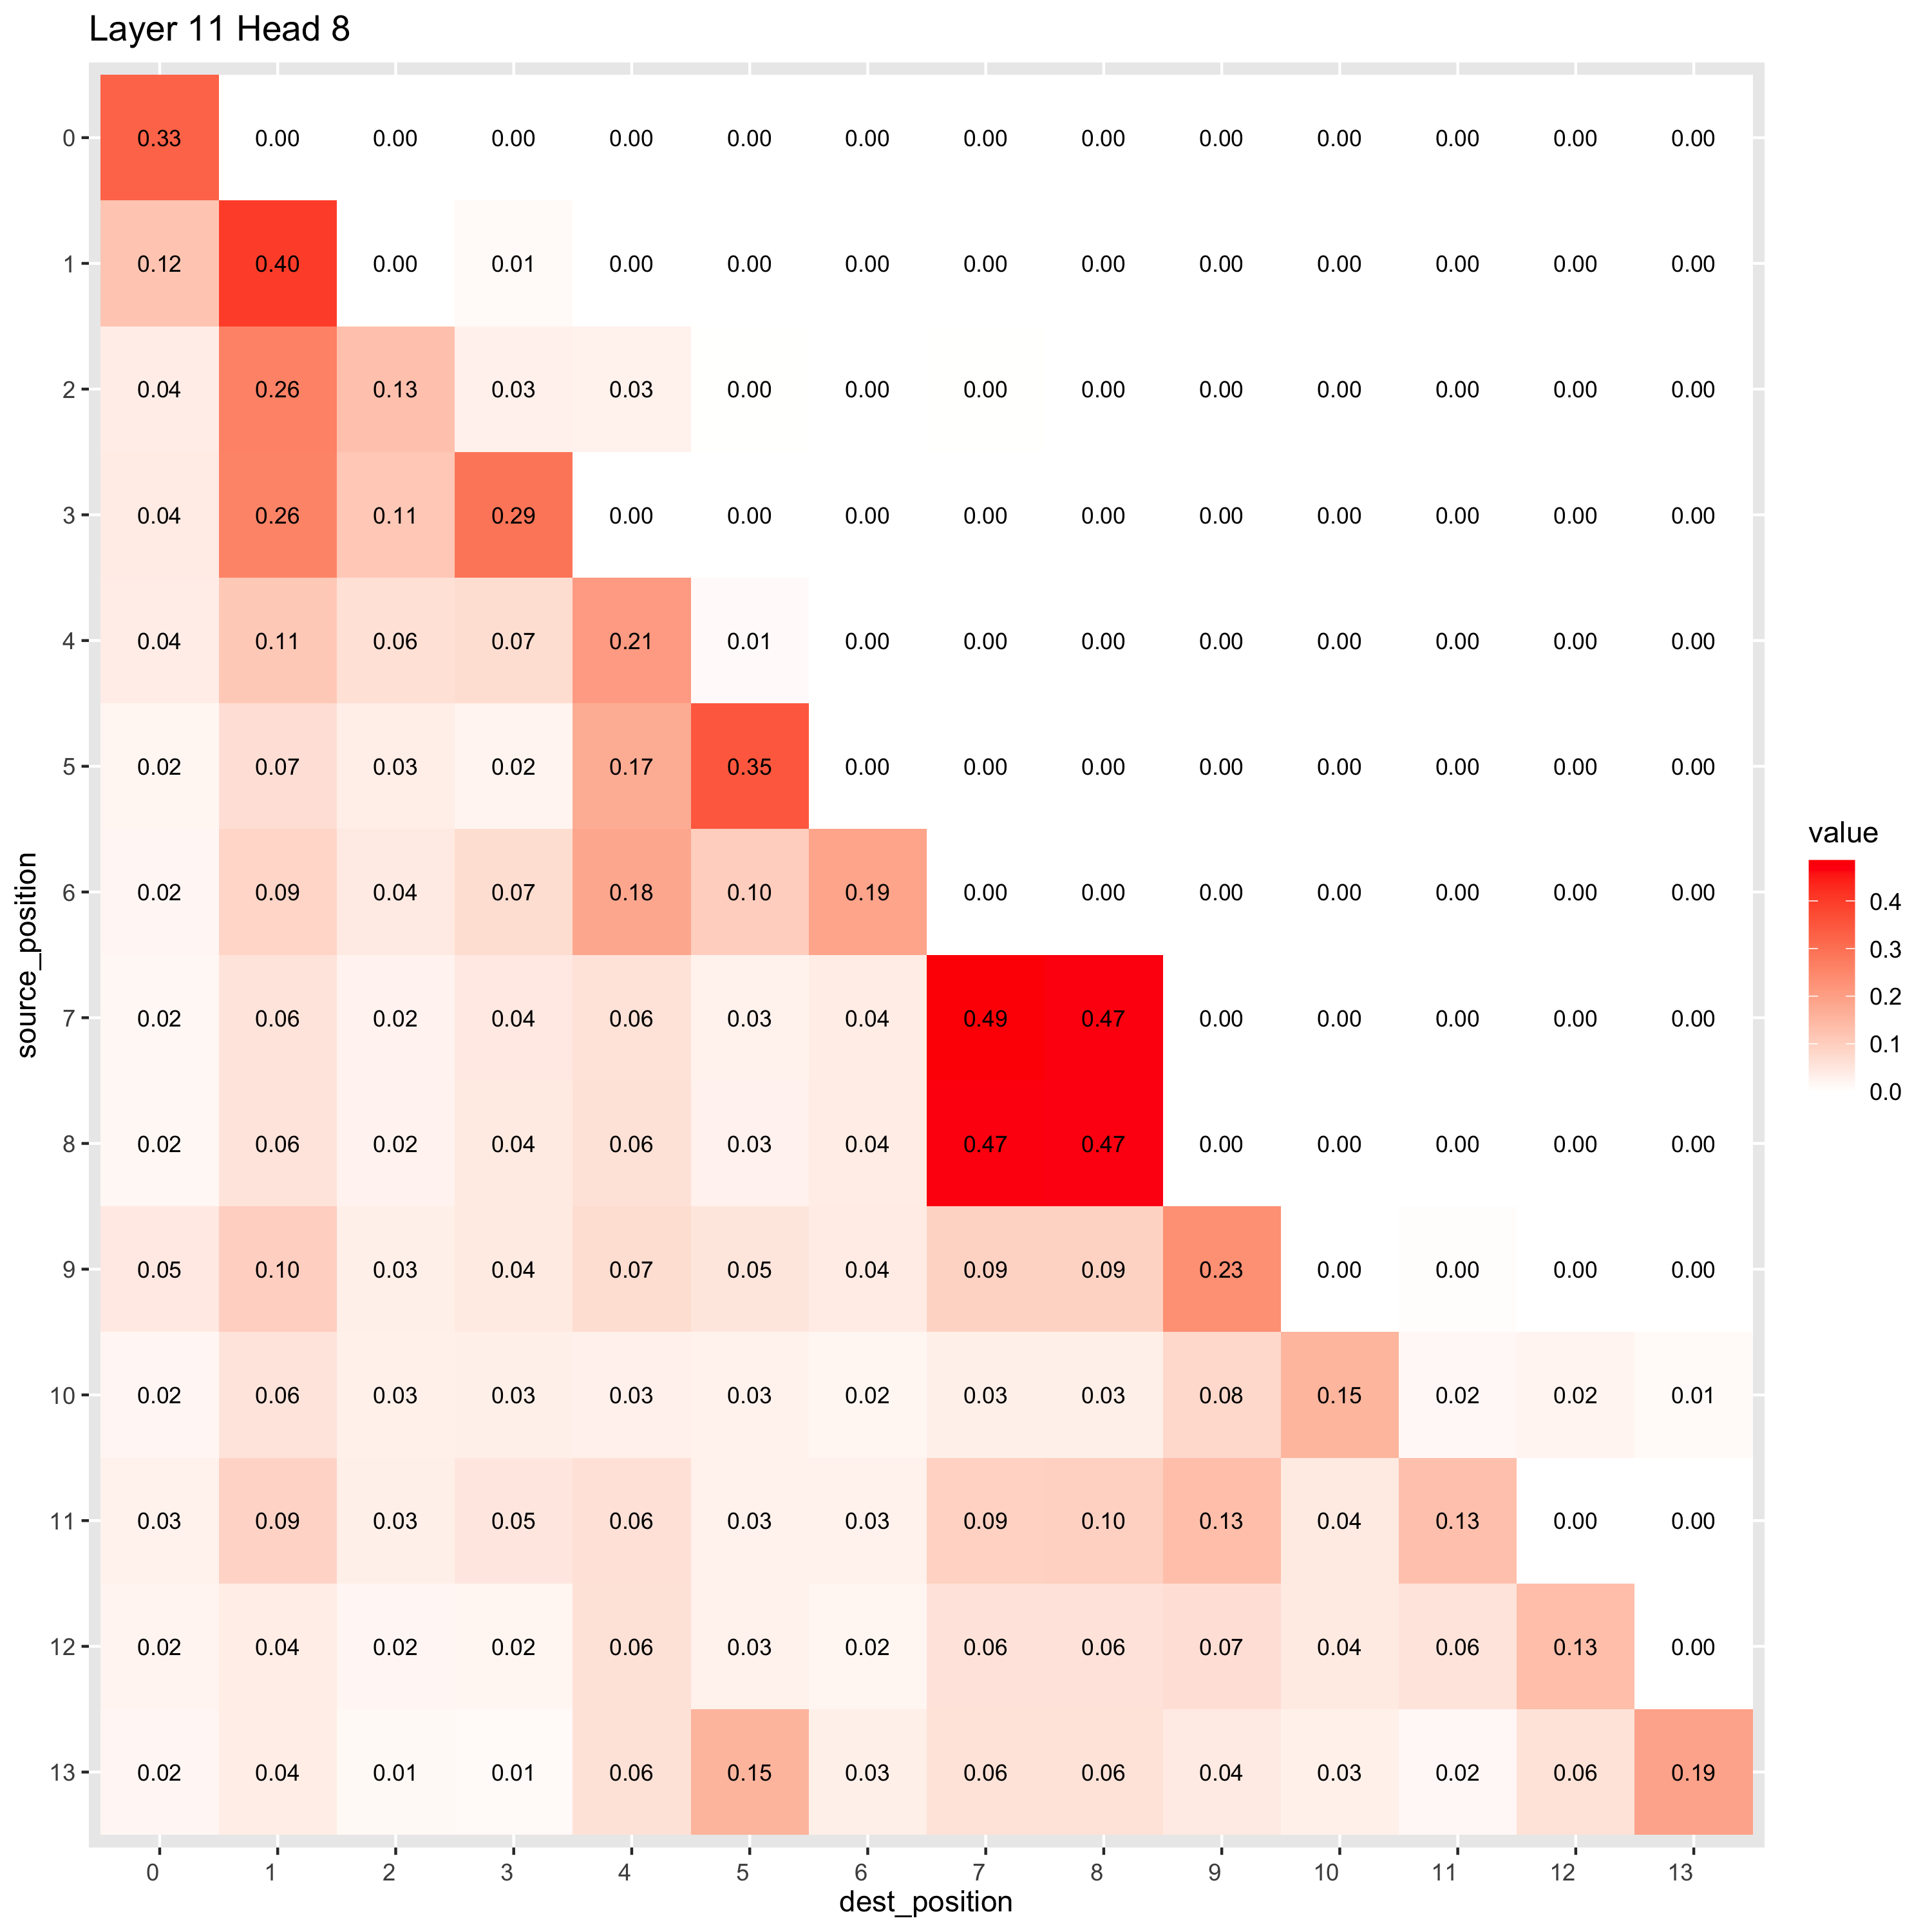 Layer 11 Head 8
0 0.33 0.00 0.00 0.00 0.00 0.00 0.00 0.00 0.00 0.00 0.00 0.00 0.00 0.00
1 0.12 0.40 0.00 0.01 0.00 0.00 0.00 0.00 0.00 0.00 0.00 0.00 0.00 0.00
2 0.04 0.26 0.13 0.03 0.03 0.00 0.00 0.00 0.00 0.00 0.00 0.00 0.00 0.00
3 0.04 0.26 0.11 0.29 0.00 0.00 0.00 0.00 0.00 0.00 0.00 0.00 0.00 0.00
4 0.04 0.11 0.06 0.07 0.21 0.01 0.00 0.00 0.00 0.00 0.00 0.00 0.00 0.00
5 0.02 0.07 0.03 0.02 0.17 0.35 0.00 0.00 0.00 0.00 0.00 0.00 0.00 0.00
6 0.02 0.09 0.04 0.07 0.18 0.10 0.19 0.00 0.00 0.00 0.00 0.00 0.00 0.00
7 0.02 0.06 0.02 0.04 0.06 0.03 0.04 0.49 0.47 0.00 0.00 0.00 0.00 0.00
8 0.02 0.06 0.02 0.04 0.06 0.03 0.04 0.47 0.47 0.00 0.00 0.00 0.00 0.00
9 0.05 0.10 0.03 0.04 0.07 0.05 0.04 0.09 0.09 0.23 0.00 0.00 0.00 0.00
10 0.02 0.06 0.03 0.03 0.03 0.03 0.02 0.03 0.03 0.08 0.15 0.02 0.02 0.01
11 0.03 0.09 0.03 0.05 0.06 0.03 0.03 0.09 0.10 0.13 0.04 0.13 0.00 0.00
12 0.02 0.04 0.02 0.02 0.06 0.03 0.02 0.06 0.06 0.07 0.04 0.06 0.13 0.00
13 0.02 0.04 0.01 0.01 0.06 0.15 0.03 0.06 0.06 0.04 0.03 0.02 0.06 0.19
0 1 2 3 4 5 6 7 8 9 10 11 12 13
dest_position
source_position
value
0.4
0.3
0.2
0.1
0.0